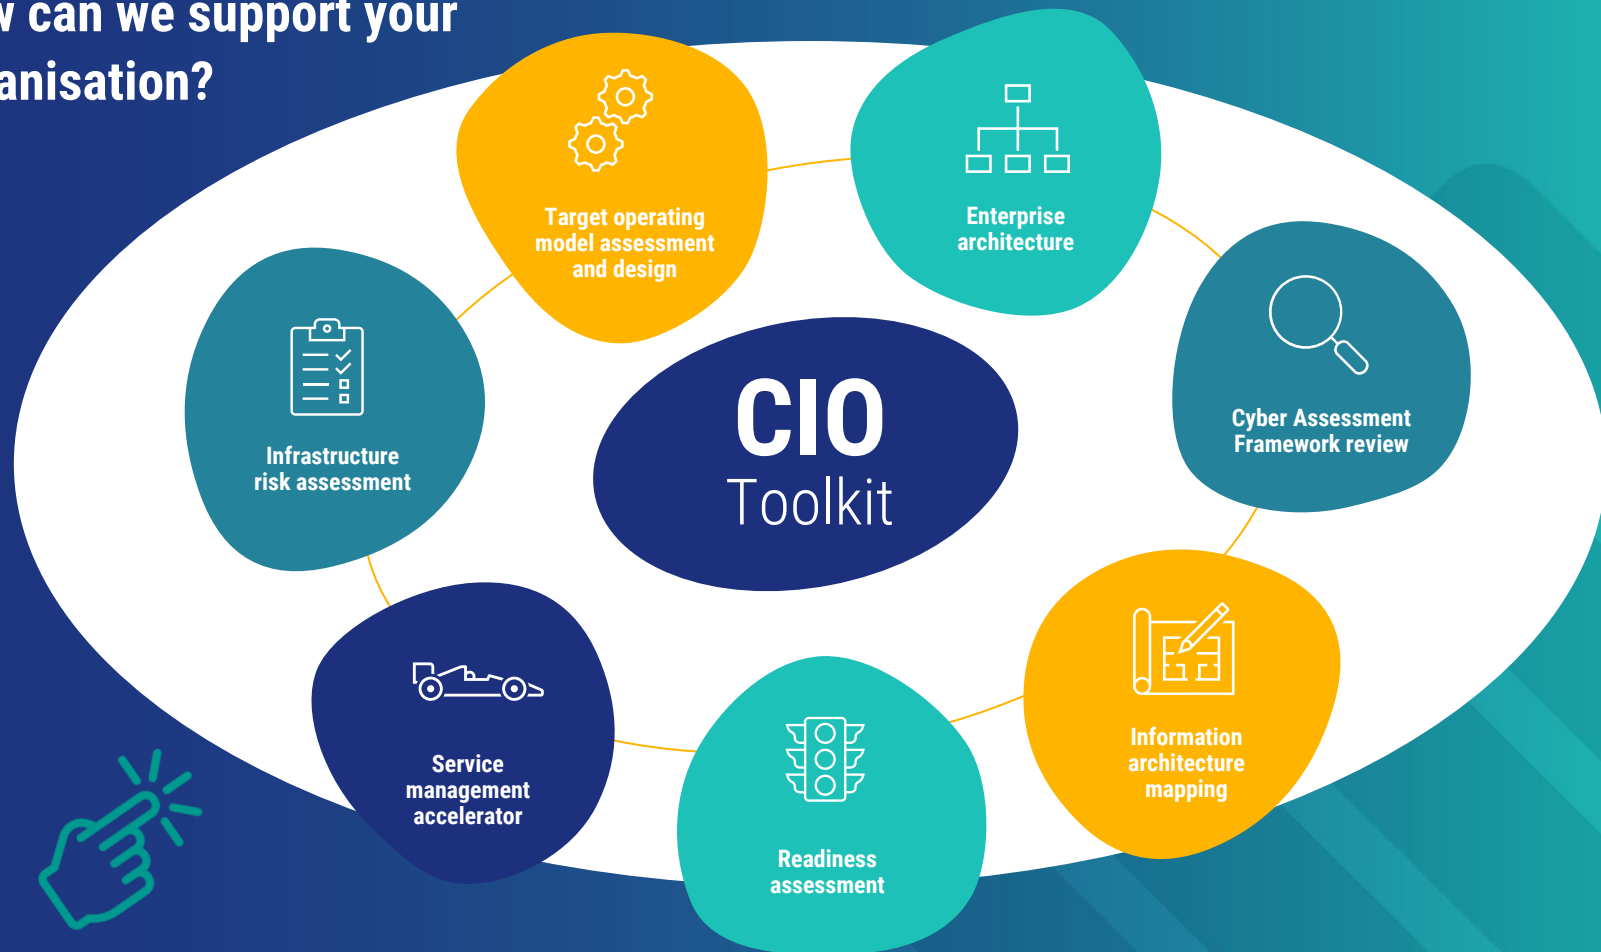 can we support your
Target operating
model assessment
and design
Enterprise
architecture
Cyber Assessment
Framework review
Information
architecture
mapping
Readiness
assessment
Service
management
accelerator
Infrastructure
risk assessment
CIO
Toolkit